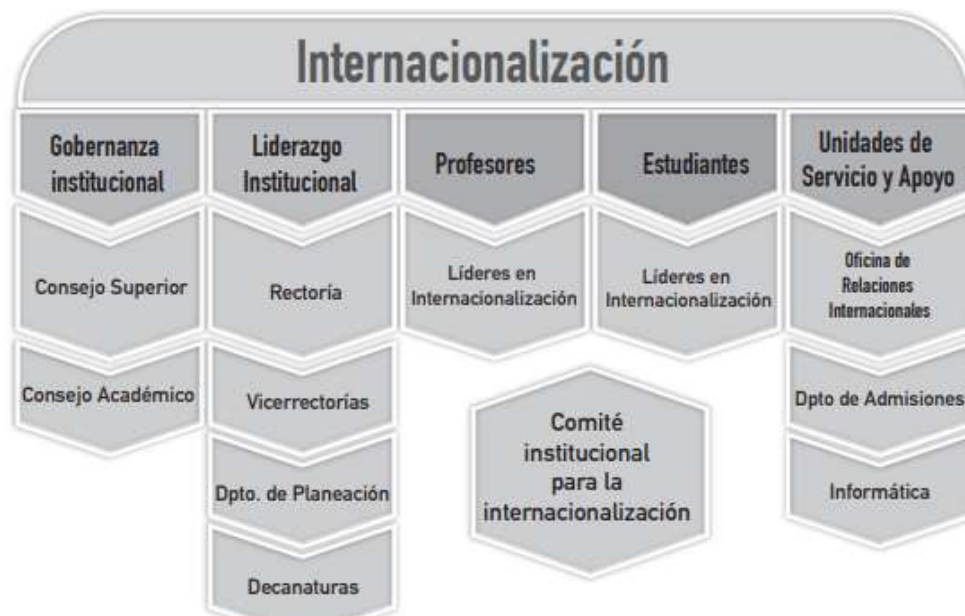 Internacionalización
Gobernanza
institucional
Consejo Superior
Consejo Académico
Liderazgo
Institucional
Rectoría
Vicerrectorías
Dpto. de Planeación
Decanaturas
Profesores
Líderes en
Internacionalización
Estudiantes
Líderes en
Internacionalización
Comité
institucional
para la
internacionalización
Unidades de
Servicio y Apoyo
Oficina de
Relaciones
Internacionales
Dpto de Admisiones
Informática